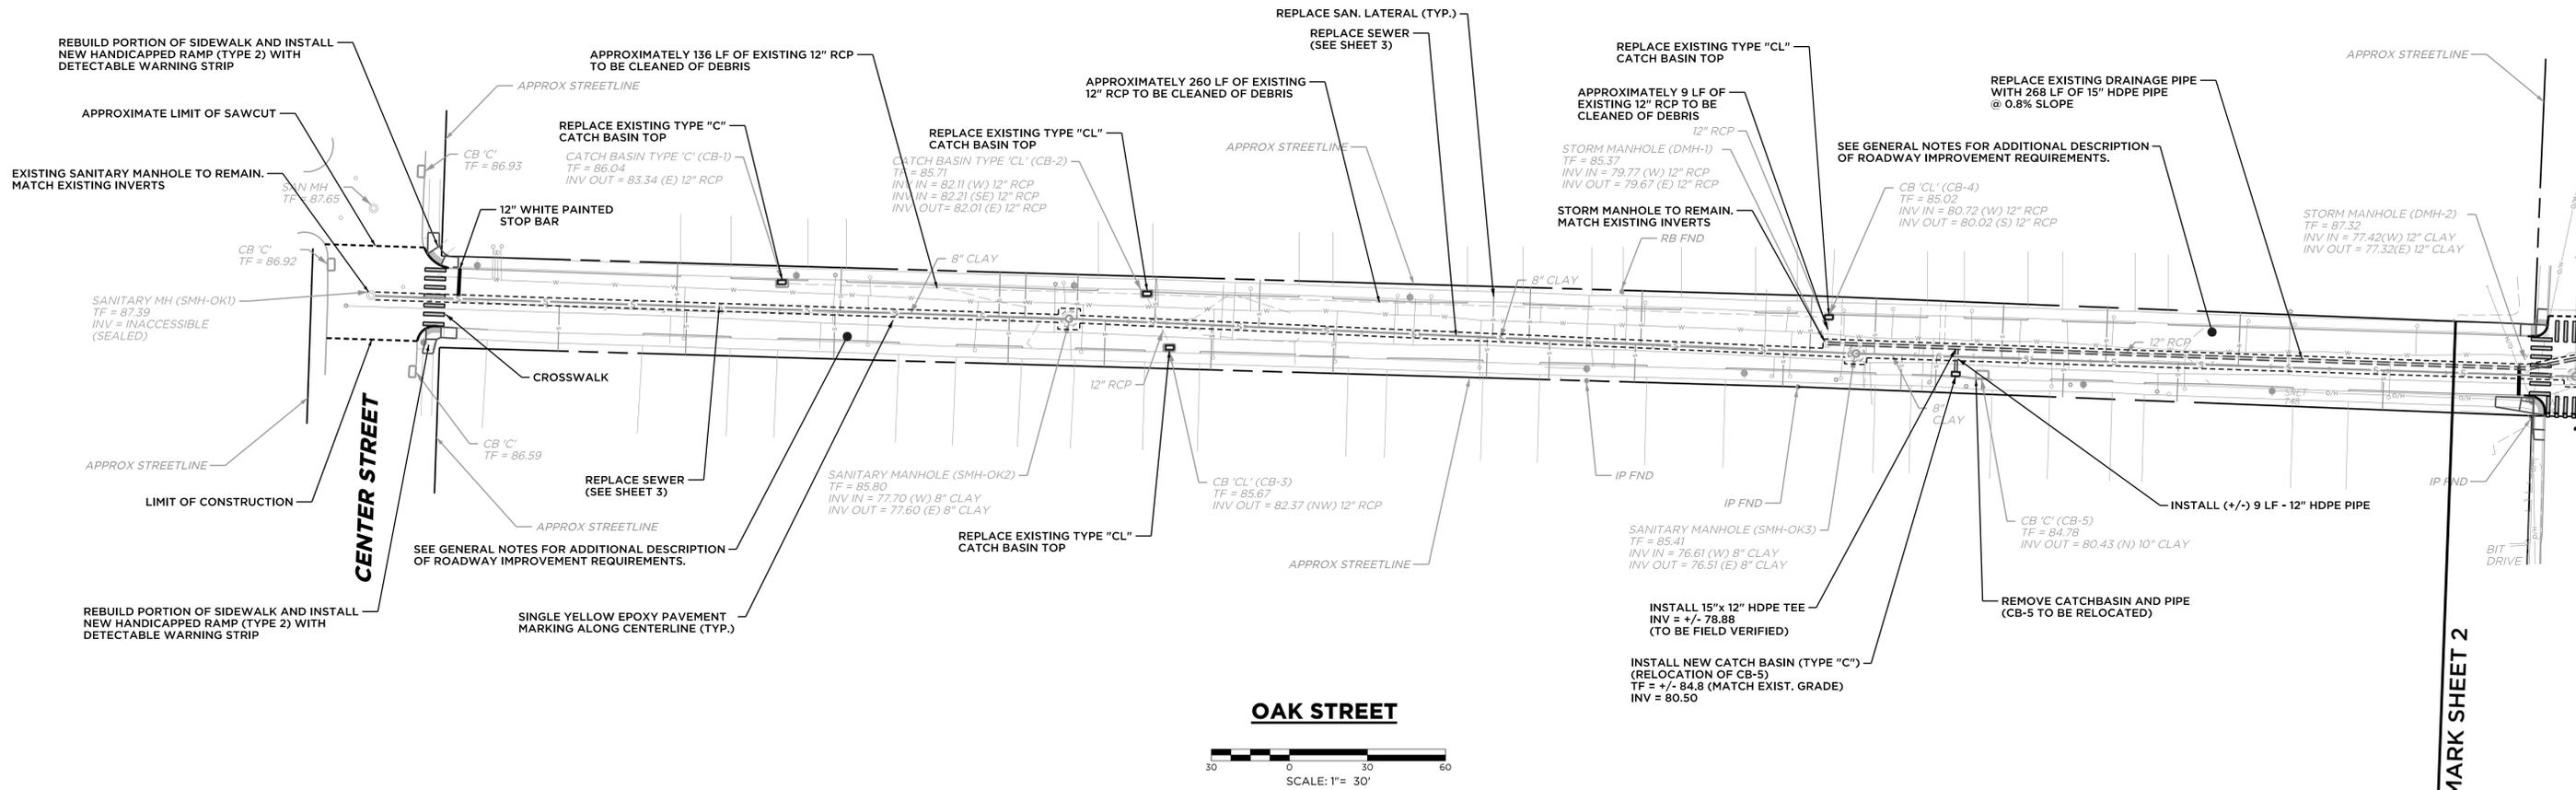 REPLACE SAN. LATERAL (TYP.)
REPLACE SEWER
(SEE SHEET 3)
REBUILD PORTION OF SIDEWALK AND INSTALL
NEW HANDICAPPED RAMP (TYPE 2) WITH
DETECTABLE WARNING STRIP
APPROXIMATELY 136 LF OF EXISTING 12" RCP
TO BE CLEANED OF DEBRIS
REPLACE EXISTING TYPE "CL"
CATCH BASIN TOP
APPROX STREETLINE
APPROX STREETLINE
APPROXIMATELY 260 LF OF EXISTING
12" RCP TO BE CLEANED OF DEBRIS
REPLACE EXISTING DRAINAGE PIPE
WITH 268 LF OF 15" HDPE PIPE
@ 0.8% SLOPE
APPROXIMATELY 9 LF OF
EXISTING 12" RCP TO BE
CLEANED OF DEBRIS
APPROXIMATE LIMIT OF SAWCUT
REPLACE EXISTING TYPE "C"
CATCH BASIN TOP
REPLACE EXISTING TYPE "CL"
CATCH BASIN TOP
12" RCP
APPROX STREETLINE
SEE GENERAL NOTES FOR ADDITIONAL DESCRIPTION
OF ROADWAY IMPROVEMENT REQUIREMENTS.
CB 'C'
TF = 86.93
CATCH BASIN TYPE 'C' (CB-1)
TF = 86.04
INV OUT = 83.34 (E) 12" RCP
CATCH BASIN TYPE 'CL' (CB-2)
TF = 85.71
INV IN = 82.11 (W) 12" RCP
INV IN = 82.21 (SE) 12" RCP
INV OUT= 82.01 (E) 12" RCP
STORM MANHOLE (DMH-1)
TF = 85.37
INV IN = 79.77 (W) 12" RCP
INV OUT = 79.67 (E) 12" RCP
EXISTING SANITARY MANHOLE TO REMAIN.
MATCH EXISTING INVERTS
SAN MH
TF = 87.65
CB 'CL' (CB-4)
TF = 85.02
INV IN = 80.72 (W) 12" RCP
INV OUT = 80.02 (S) 12" RCP
12" WHITE PAINTED
STOP BAR
STORM MANHOLE TO REMAIN.
MATCH EXISTING INVERTS
STORM MANHOLE (DMH-2)
TF = 87.32
INV IN = 77.42(W) 12" CLAY
INV OUT = 77.32(E) 12" CLAY
RB FND
CB 'C'
TF = 86.92
8" CLAY
8" CLAY
SANITARY MH (SMH-OK1)
TF = 87.39
INV = INACCESSIBLE
(SEALED)
12" RCP
CROSSWALK
12" RCP
8"
CLAY
CENTER STREET
CB 'C'
TF = 86.59
APPROX STREETLINE
REPLACE SEWER
(SEE SHEET 3)
SANITARY MANHOLE (SMH-OK2)
TF = 85.80
INV IN = 77.70 (W) 8" CLAY
INV OUT = 77.60 (E) 8" CLAY
CB 'CL' (CB-3)
TF = 85.67
INV OUT = 82.37 (NW) 12" RCP
IP FND
IP FND
IP FND
LIMIT OF CONSTRUCTION
INSTALL (+/-) 9 LF - 12" HDPE PIPE
APPROX STREETLINE
REPLACE EXISTING TYPE "CL"
CATCH BASIN TOP
SANITARY MANHOLE (SMH-OK3)
TF = 85.41
INV IN = 76.61 (W) 8" CLAY
INV OUT = 76.51 (E) 8" CLAY
CB 'C' (CB-5)
TF = 84.78
INV OUT = 80.43 (N) 10" CLAY
SEE GENERAL NOTES FOR ADDITIONAL DESCRIPTION
OF ROADWAY IMPROVEMENT REQUIREMENTS.
APPROX STREETLINE
BIT
DRIVE
REBUILD PORTION OF SIDEWALK AND INSTALL
NEW HANDICAPPED RAMP (TYPE 2) WITH
DETECTABLE WARNING STRIP
SINGLE YELLOW EPOXY PAVEMENT
MARKING ALONG CENTERLINE (TYP.)
INSTALL 15"x 12" HDPE TEE
INV = +/- 78.88
(TO BE FIELD VERIFIED)
REMOVE CATCHBASIN AND PIPE
(CB-5 TO BE RELOCATED)
INSTALL NEW CATCH BASIN (TYPE "C")
(RELOCATION OF CB-5)
TF = +/- 84.8 (MATCH EXIST. GRADE)
INV = 80.50
MARK SHEET 2
OAK STREET
30 0 30 60
SCALE: 1"= 30'